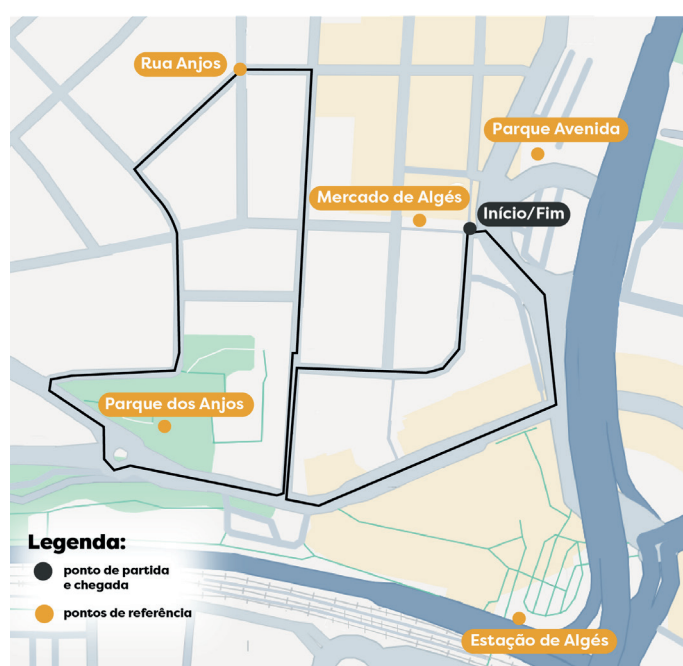 Rua Anjos
Parque Avenida
Mercado de Algés
Início/Fim
Parque dos Anjos
Legenda:
ponto de partida
e chegada
pontos de referência
Estação de Algés